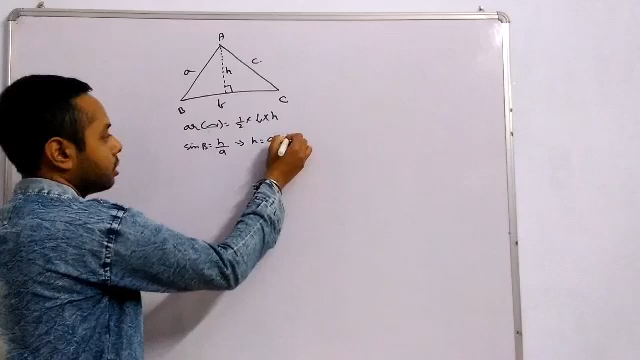 A
a h c.
B b C
ar(△) = 1/2 × b × h
sin B = h/a → h = a